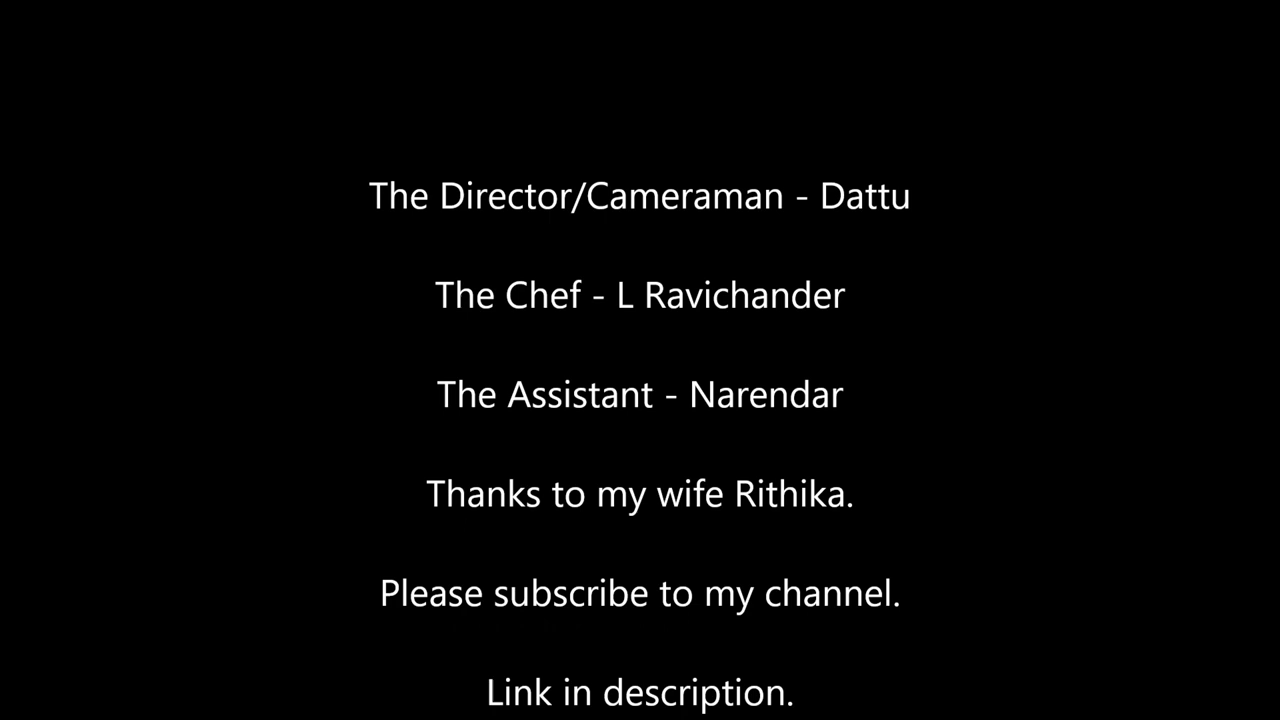 The Director/Cameraman - Dattu
The Chef - L Ravichander
The Assistant - Narendar
Thanks to my wife Rithika.
Please subscribe to my channel.
Link in description.